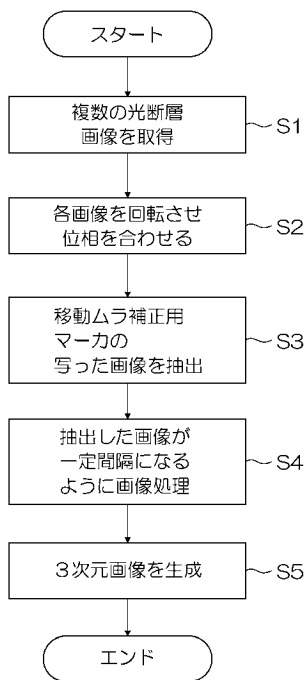 スタート
複数の光断層
画像を取得
S1
各画像を回転させ
位相を合わせる
S2
移動ムラ補正用
マーカの
写った画像を抽出
S3
抽出した画像が
一定間隔になる
ように画像処理
S4
3次元画像を生成
S5
エンド